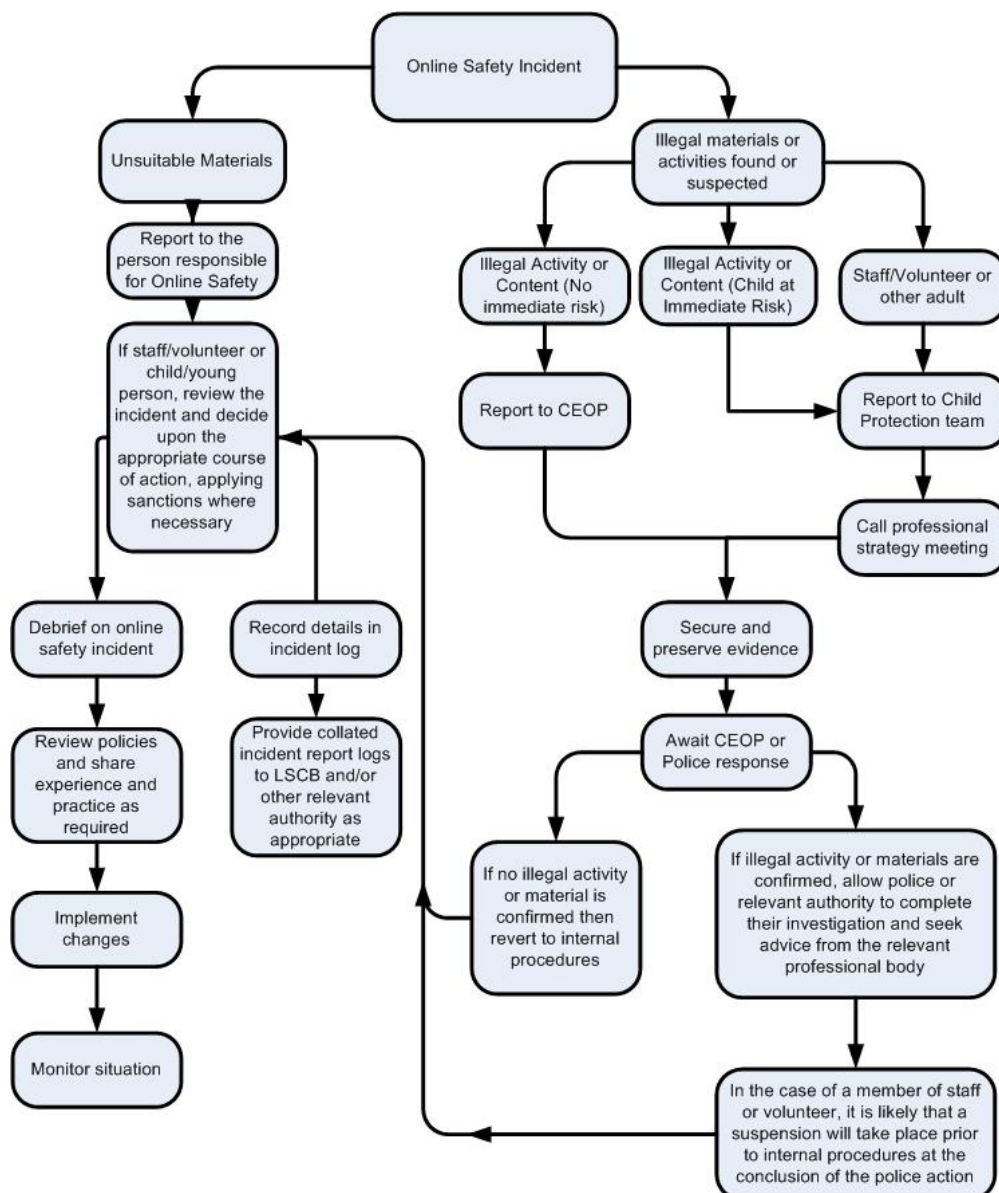 Online Safety Incident
Unsuitable Materials
Report to the
person responsible
for Online Safety
If staff/volunteer or
child/young
person, review the
incident and decide
upon the
appropriate course
of action, applying
sanctions where
necessary
Debrief on online
safety incident
Review policies
and share
experience and
practice as
required
Implement
changes
Monitor situation
Record details in
incident log
Provide collated
incident report logs
to LSCB and/or
other relevant
authority as
appropriate
Illegal materials or
activities found or
suspected
Illegal Activity or
Content (No
immediate risk)
Illegal Activity or
Content (Child at
Immediate Risk)
Staff/Volunteer or
other adult
Report to CEOP
Report to Child
Protection team
Call professional
strategy meeting
Secure and
preserve evidence
Await CEOP or
Police response
If no illegal activity
or material is
confirmed then
revert to internal
procedures
If illegal activity or materials are
confirmed, allow police or
relevant authority to complete
their investigation and seek
advice from the relevant
professional body
In the case of a member of staff
or volunteer, it is likely that a
suspension will take place prior
to internal procedures at the
conclusion of the police action